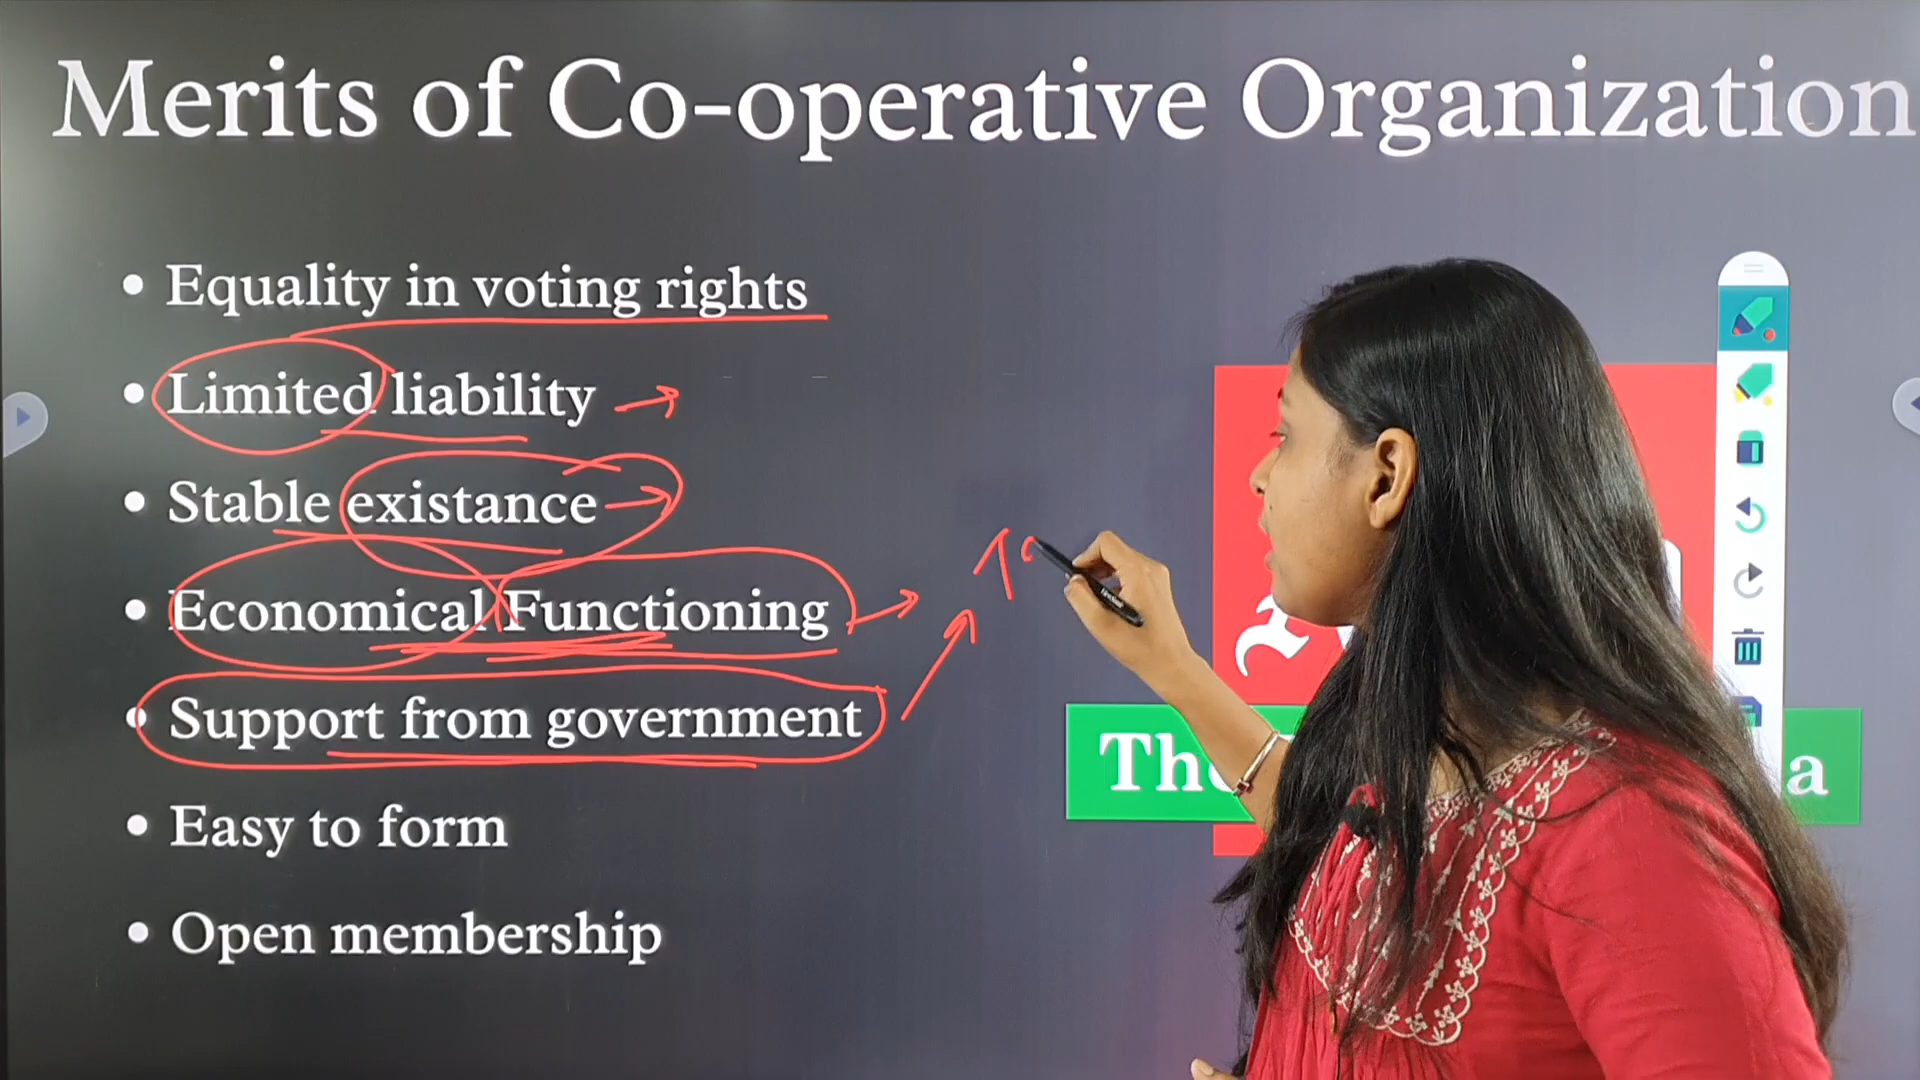 Merits of Co-operative Organization
• Equality in voting rights
• Limited liability
• Stable existance
• Economical Functioning
• Support from government
• Easy to form
• Open membership